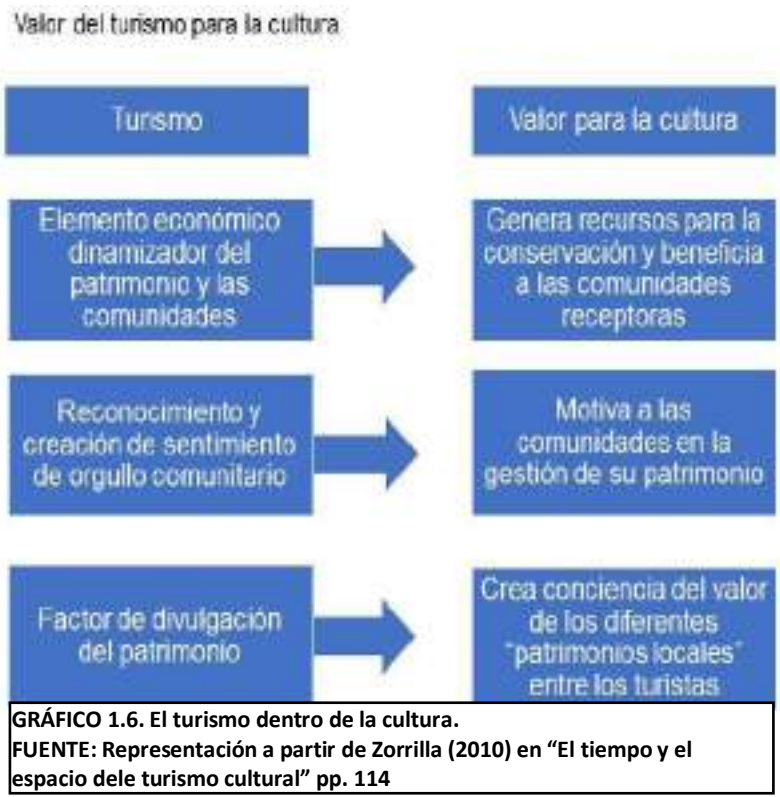 Valor del turismo para la cultura
Turismo
Valor para la cultura
Elemento económico
dinamizador del
patrimonio y las
comunidades
Genera recursos para la
conservación y beneficia
a las comunidades
receptoras
Reconocimiento y
creación de sentimiento
de orgullo comunitario
Motiva a las
comunidades en la
gestión de su patrimonio
Factor de divulgación
del patrimonio
Crea conciencia del valor
de los diferentes
"patrimonios locales"
entre los turistas
GRÁFICO 1.6. El turismo dentro de la cultura.
FUENTE: Representación a partir de Zorrilla (2010) en “El tiempo y el
espacio dele turismo cultural” pp. 114